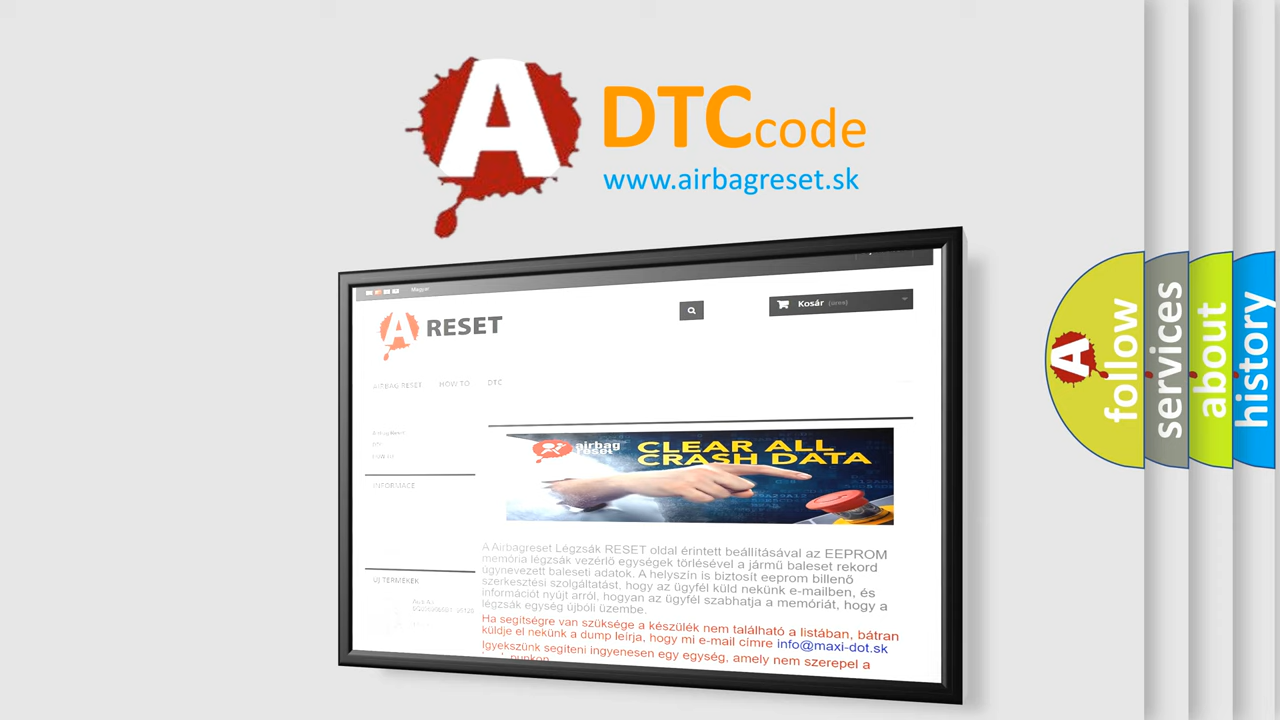 A
DTC code
www.airbagreset.sk
Magyar
A RESET
Kosár (üres)
AIRBAG RESET HOW TO DTC
INFORMACE
airbag
reset
CLEAR ALL
CRASH DATA
A Airbagreset Légzsák RESET oldal érintett beállításával az EEPROM
memória légzsák vezérlő egységek törlésével a jármű baleset rekord
úgynevezett baleseti adatok. A helyszín is biztosít eeprom billenő
szerkesztési szolgáltatást, hogy az ügyfél küld nekünk e-mailben, és
információt nyújt arról, hogyan az ügyfél szabhatja a memóriát, hogy a
légzsák egység újbóli üzembe.
Ha segítségre van szüksége a készülék nem található a listában, bátran
küldje el nekünk a dump leírja, hogy mi e-mail címre info@maxi-dot.sk
Igyekszünk segíteni ingyenesen egy egység, amely nem szerepel a
ÚJ TERMÉKEK
A
follow
services
about
history